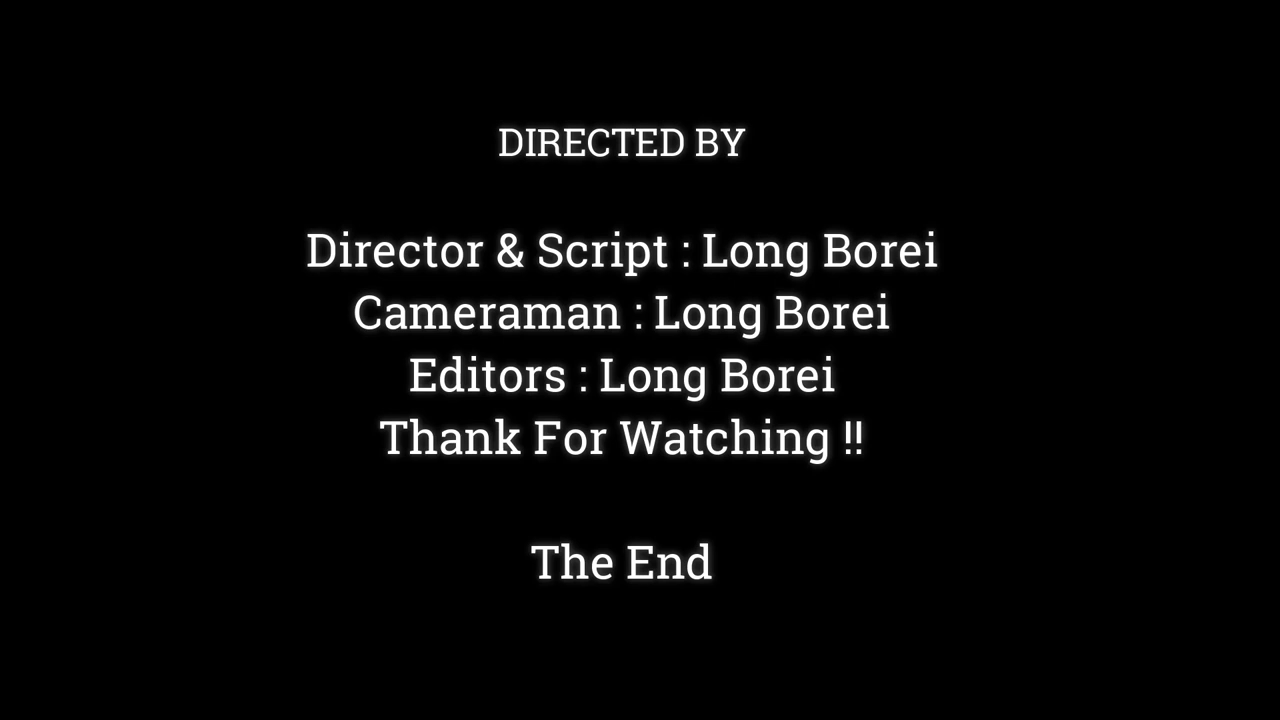 DIRECTED BY
Director & Script : Long Borei
Cameraman : Long Borei
Editors : Long Borei
Thank For Watching !!
The End